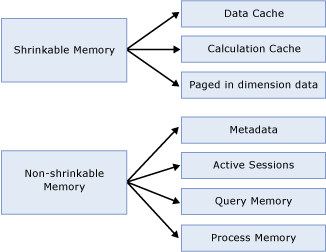 Shrinkable Memory
Data Cache
Calculation Cache
Paged in dimension data
Non-shrinkable
Memory
Metadata
Active Sessions
Query Memory
Process Memory